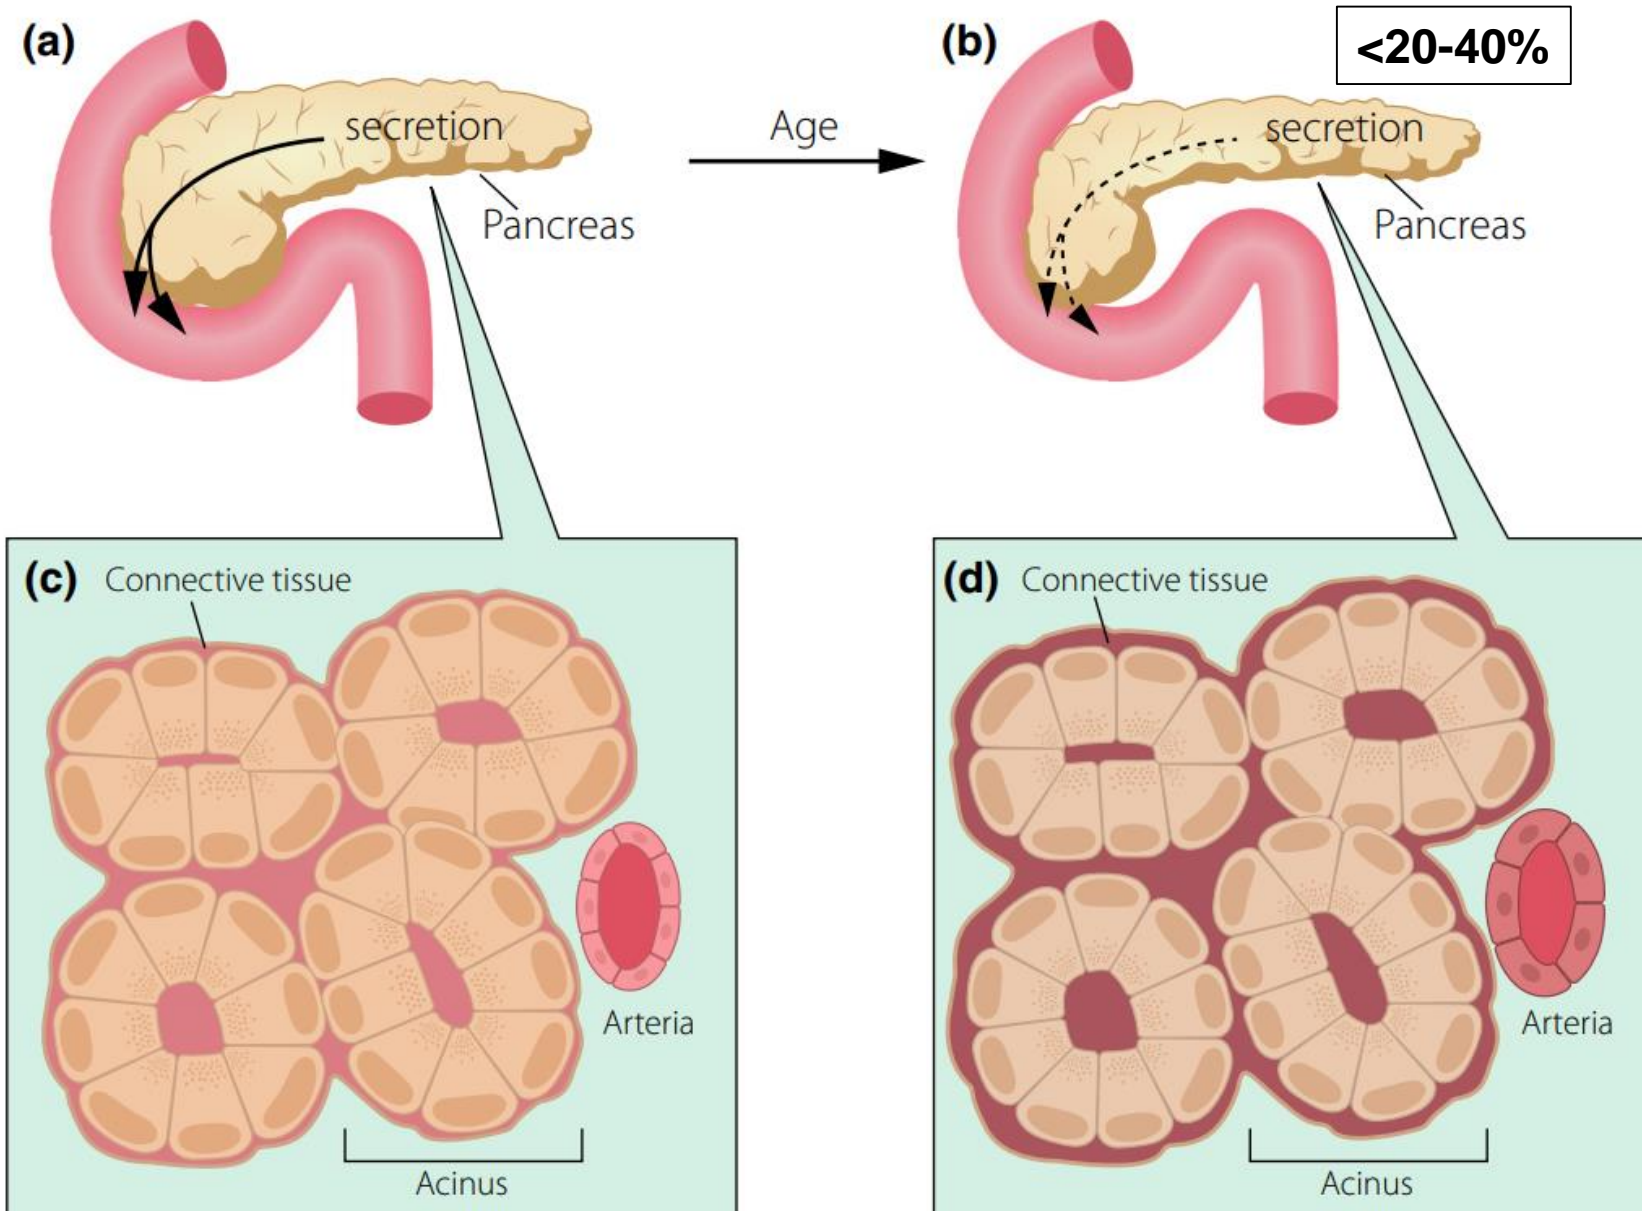 (a)
secretion
Pancreas
Age
(b)
<20-40%
secretion
Pancreas
(c)
Connective tissue
Arteria
Acinus
(d)
Connective tissue
Arteria
Acinus